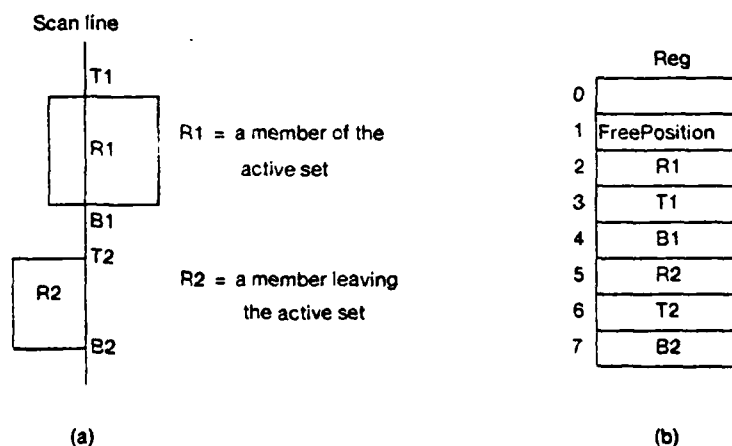 Scan line
T1
R1
R1 = a member of the
active set
B1
T2
R2
R2 = a member leaving
the active set
B2
(a)
Reg
0
1 FreePosition
2 R1
3 T1
4 B1
5 R2
6 T2
7 B2
(b)